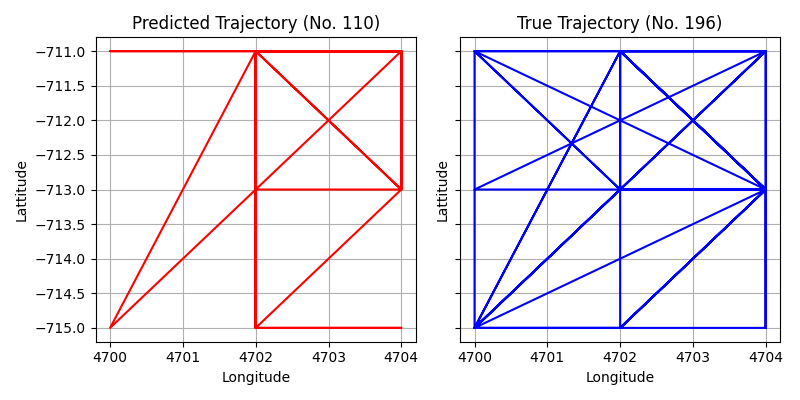 Predicted Trajectory (No. 110)
True Trajectory (No. 196)
Lattitude
−711.0
−711.5
−712.0
−712.5
−713.0
−713.5
−714.0
−714.5
−715.0
4700 4701 4702 4703 4704
Longitude
Lattitude
4700 4701 4702 4703 4704
Longitude